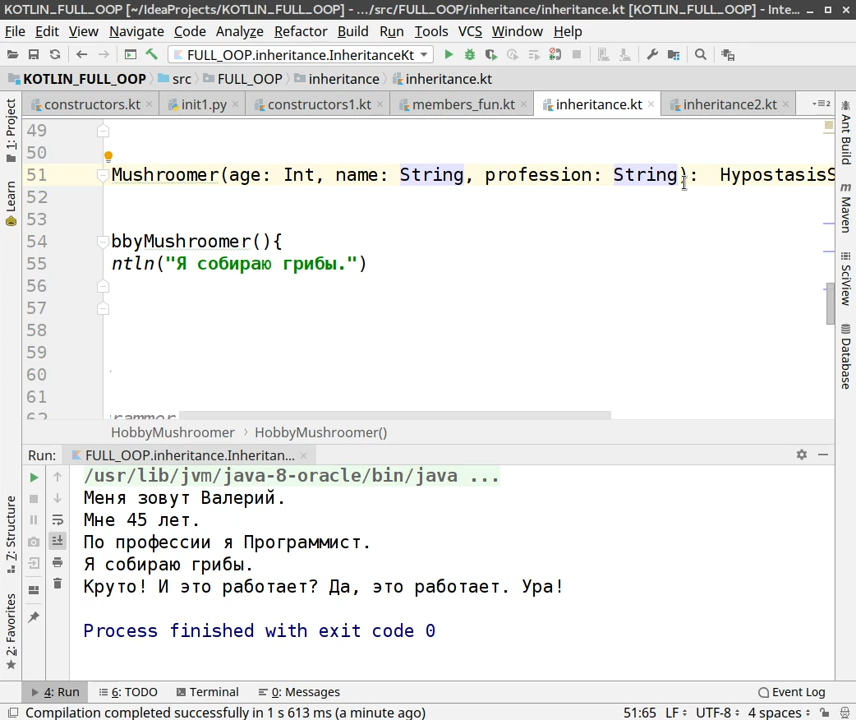 KOTLIN_FULL_OOP [~/IdeaProjects/KOTLIN_FULL_OOP] - .../src/FULL_OOP/inheritance/inheritance.kt [KOTLIN_FULL_OOP] - Inte...
File Edit View Navigate Code Analyze Refactor Build Run Tools VCS Window Help
FULL_OOP.inheritance.InheritanceKt
KOTLIN_FULL_OOP src FULL_OOP inheritance inheritance.kt
constructors.kt init1.py constructors1.kt members_fun.kt inheritance.kt inheritance2.kt
1: Project
Learn
Z: Structure
2: Favorites
Ant Build
Maven
SciView
Database
49
50
51 Mushroomer(age: Int, name: String, profession: String): HypostasisS
52
53
54 bbyMushroomer(){
55 ntln("Я собираю грибы.")
56
57
58
59
60
61
62 rammer
HobbyMushroomer › HobbyMushroomer()
Run: FULL_OOP.inheritance.Inheritan...
/usr/lib/jvm/java-8-oracle/bin/java ...
Меня зовут Валерий.
Мне 45 лет.
По профессии я Программист.
Я собираю грибы.
Круто! И это работает? Да, это работает. Ура!
Process finished with exit code 0
4: Run 6: TODO Terminal 0: Messages Event Log
Compilation completed successfully in 1 s 613 ms (a minute ago) 51:65 LF UTF-8 4 spaces